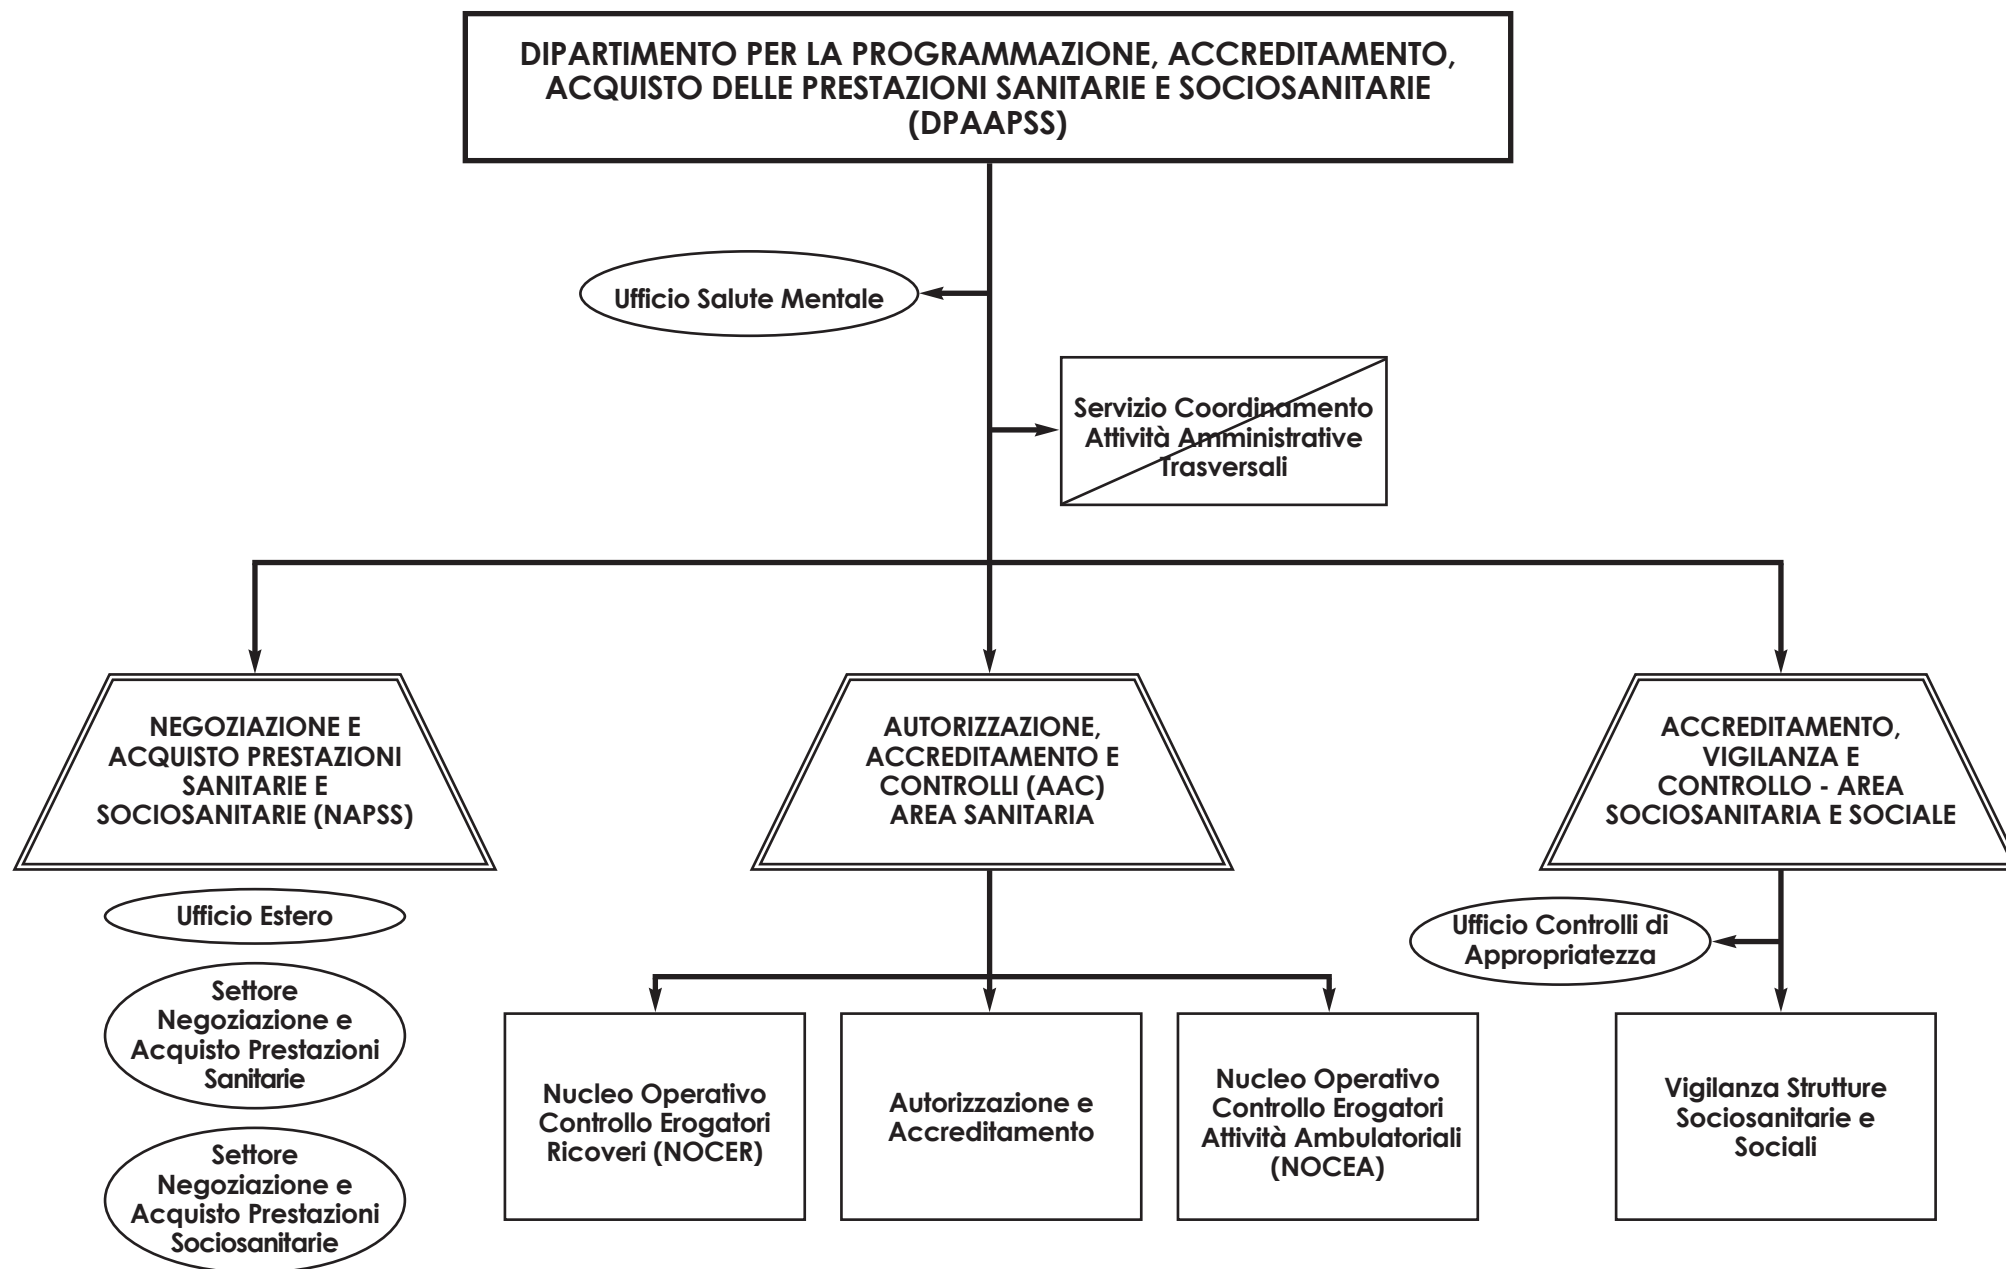 DIPARTIMENTO PER LA PROGRAMMAZIONE, ACCREDITAMENTO,
ACQUISTO DELLE PRESTAZIONI SANITARIE E SOCIOSANITARIE
(DPAAPSS)
Ufficio Salute Mentale
Servizio Coordinamento
Attività Amministrative
Trasversali
NEGOZIAZIONE E
ACQUISTO PRESTAZIONI
SANITARIE E
SOCIOSANITARIE (NAPSS)
AUTORIZZAZIONE,
ACCREDITAMENTO E
CONTROLLI (AAC)
AREA SANITARIA
ACCREDITAMENTO,
VIGILANZA E
CONTROLLO - AREA
SOCIOSANITARIA E SOCIALE
Ufficio Estero
Settore
Negoziazione e
Acquisto Prestazioni
Sanitarie
Settore
Negoziazione e
Acquisto Prestazioni
Sociosanitarie
Nucleo Operativo
Controllo Erogatori
Ricoveri (NOCER)
Autorizzazione e
Accreditamento
Nucleo Operativo
Controllo Erogatori
Attività Ambulatoriali
(NOCEA)
Ufficio Controlli di
Appropriatezza
Vigilanza Strutture
Sociosanitarie e
Sociali